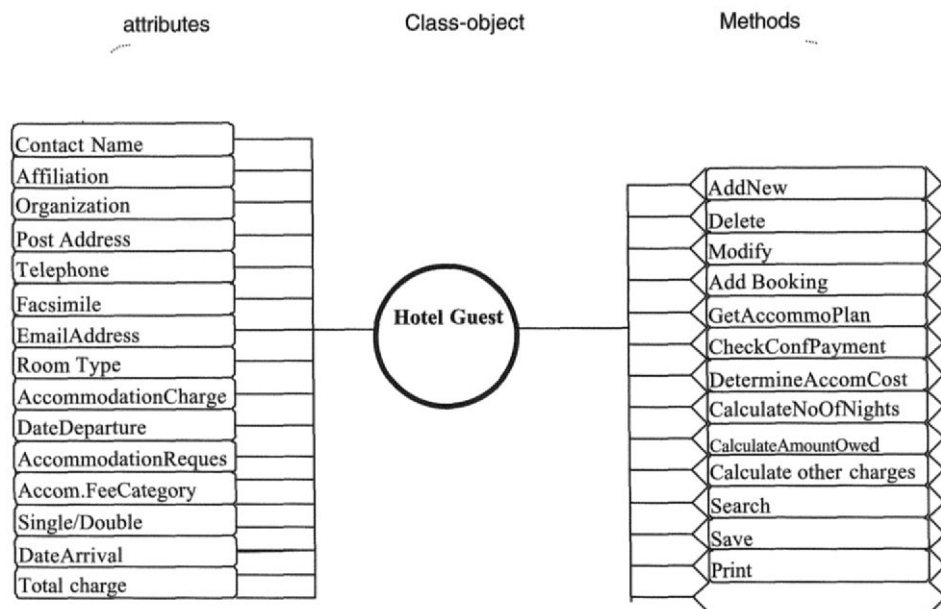 attributes Class-object Methods
Contact Name
Affiliation
Organization
Post Address
Telephone
Facsimile
EmailAddress
Room Type
AccommodationCharge
DateDeparture
AccommodationReques
Accom.FeeCategory
Single/Double
DateArrival
Total charge
Hotel Guest
AddNew
Delete
Modify
Add Booking
GetAccommoPlan
CheckConfPayment
DetermineAccomCost
CalculateNoOfNights
CalculateAmountOwed
Calculate other charges
Search
Save
Print